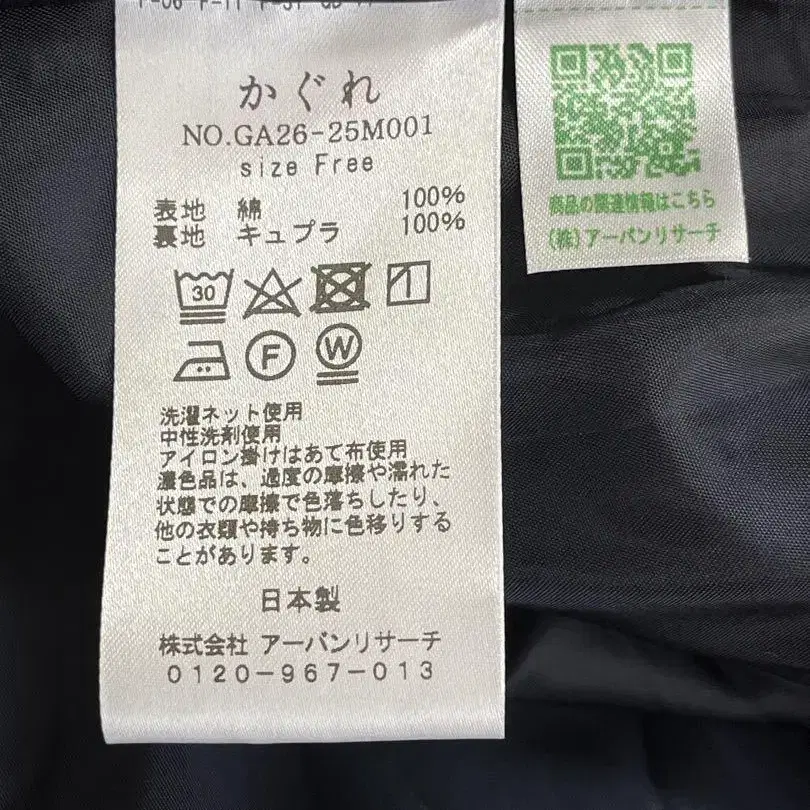 かぐれ
NO.GA26-25M001
size Free
表地 綿 100%
裏地 キュプラ 100%
30
F
W
洗濯ネット使用
中性洗剤使用
アイロン掛けはあて布使用
濃色品は、過度の摩擦や濡れた
状態での摩擦で色落ちしたり、
他の衣類や持ち物に色移りする
ことがあります。
日本製
株式会社 アーバンリサーチ
0120-967-013
商品の関連情報はこちら
(株)アーバンリサーチ